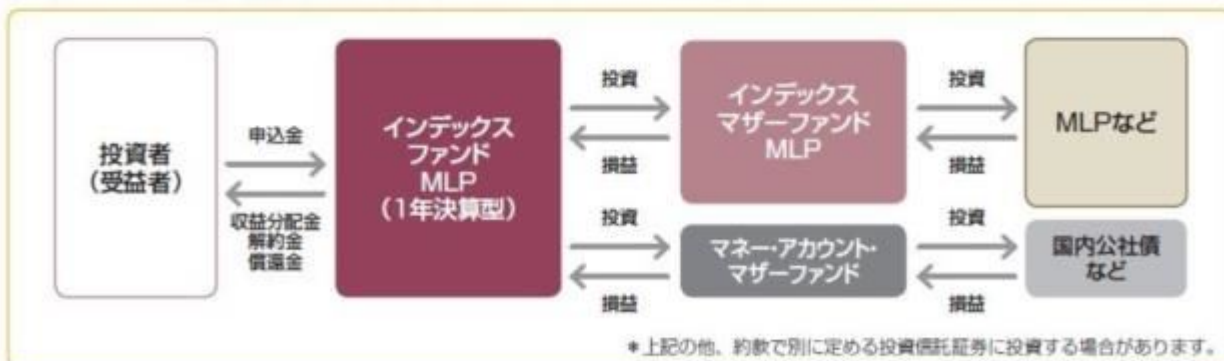 投資者
（受益者）
申込金
収益分配金
解約金
償還金
インデックス
ファンド
MLP
（1年決算型）
投資
損益
投資
損益
インデックス
マザーファンド
MLP
マネー・アカウント・
マザーファンド
投資
損益
投資
損益
MLPなど
国内公社債
など
＊上記の他、約款で別に定める投資信託証券に投資する場合があります。